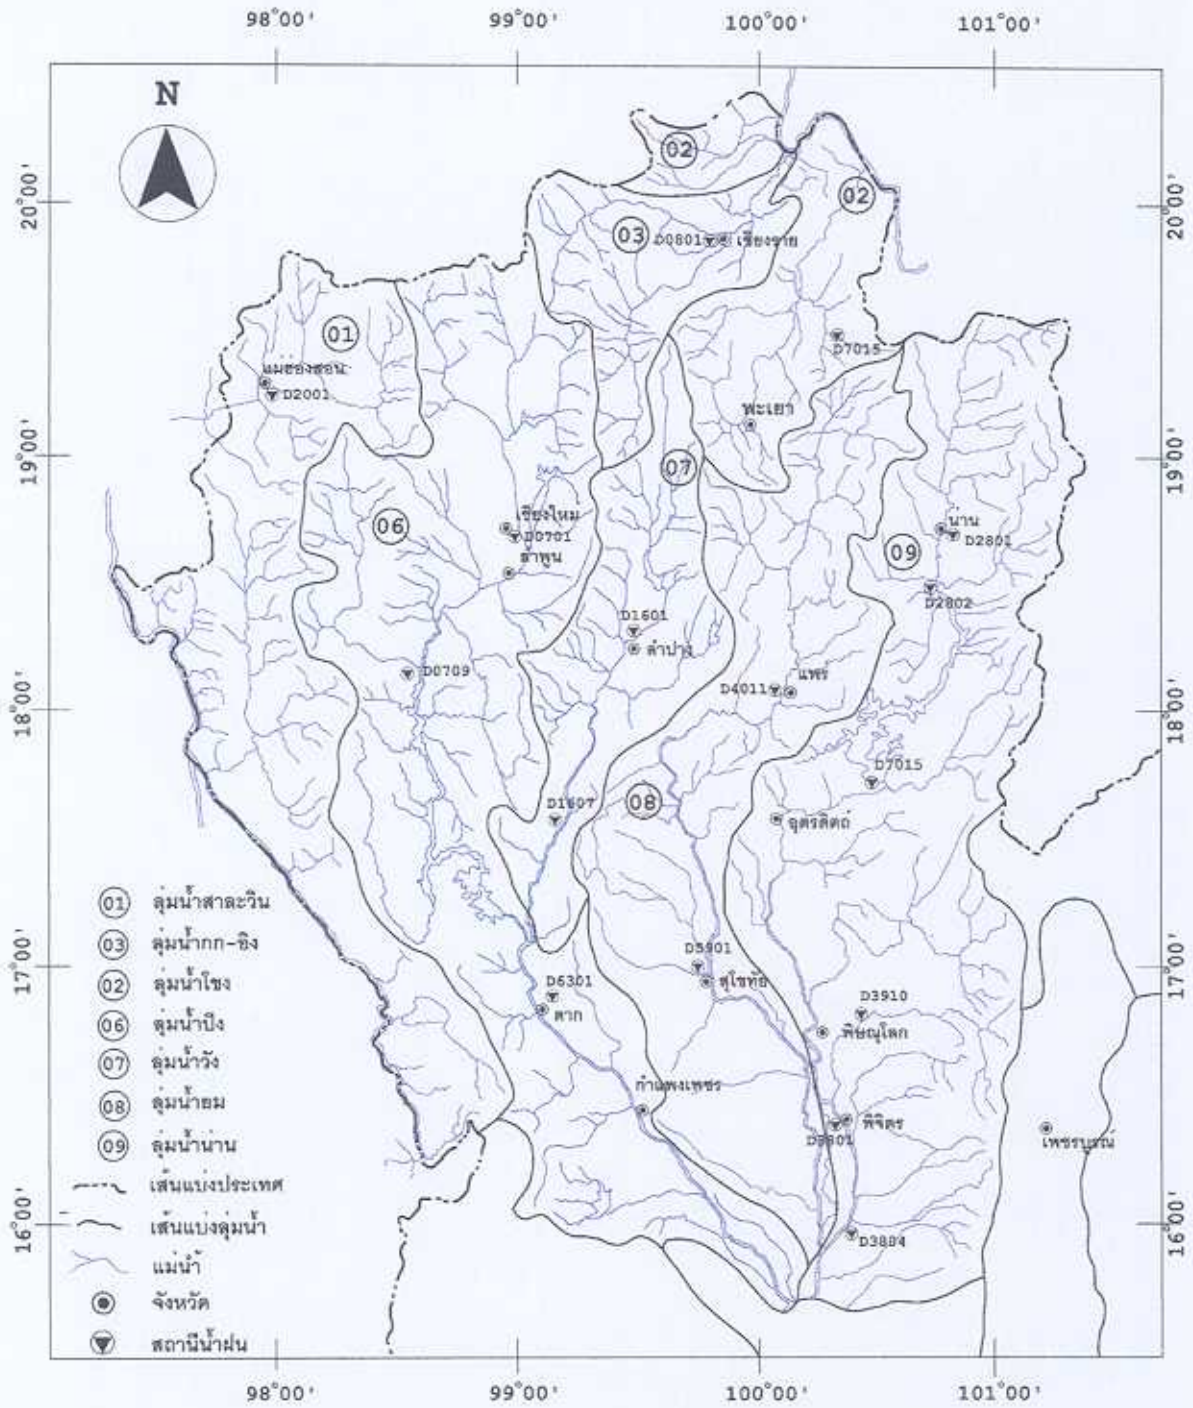 98°00' 99°00' 100°00' 101°00'
N
02
02
20°00' 20°00'
03 D0801 เชียงราย
01
D7015
แม่ฮ่องสอน
D2001
พะเยา
19°00' 19°00'
07
06 เชียงใหม่
D0701
ลำพูน
น่าน
D2801
09
D2802
D1601
ลำปาง
D0709
D4011 แพร่
18°00' 18°00'
D7015
D1607 08
อุตรดิตถ์
01 ลุ่มน้ำสาละวิน
03 ลุ่มน้ำกก-อิง
02 ลุ่มน้ำโขง
06 ลุ่มน้ำปิง
07 ลุ่มน้ำวัง
08 ลุ่มน้ำยม
09 ลุ่มน้ำน่าน
เส้นแบ่งประเทศ
เส้นแบ่งลุ่มน้ำ
แม่น้ำ
จังหวัด
สถานีน้ำฝน
17°00' 17°00'
D5901
สุโขทัย
D6301
ตาก
D3910
พิษณุโลก
กำแพงเพชร
พิจิตร
D3801
เพชรบูรณ์
16°00' 16°00'
D3884
98°00' 99°00' 100°00' 101°00'